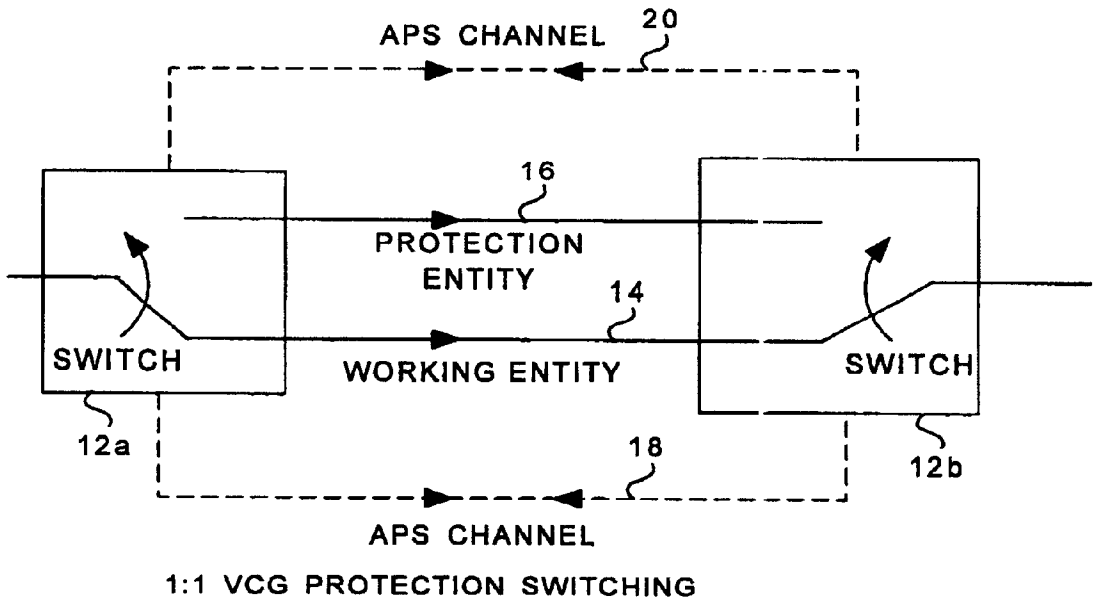 20
APS CHANNEL
16
PROTECTION
ENTITY
14
SWITCH
WORKING ENTITY
SWITCH
12a
18
12b
APS CHANNEL
1:1 VCG PROTECTION SWITCHING